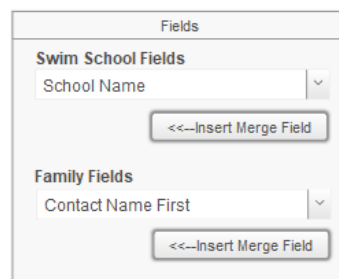 Fields
Swim School Fields
School Name
<<--Insert Merge Field
Family Fields
Contact Name First
<<--Insert Merge Field